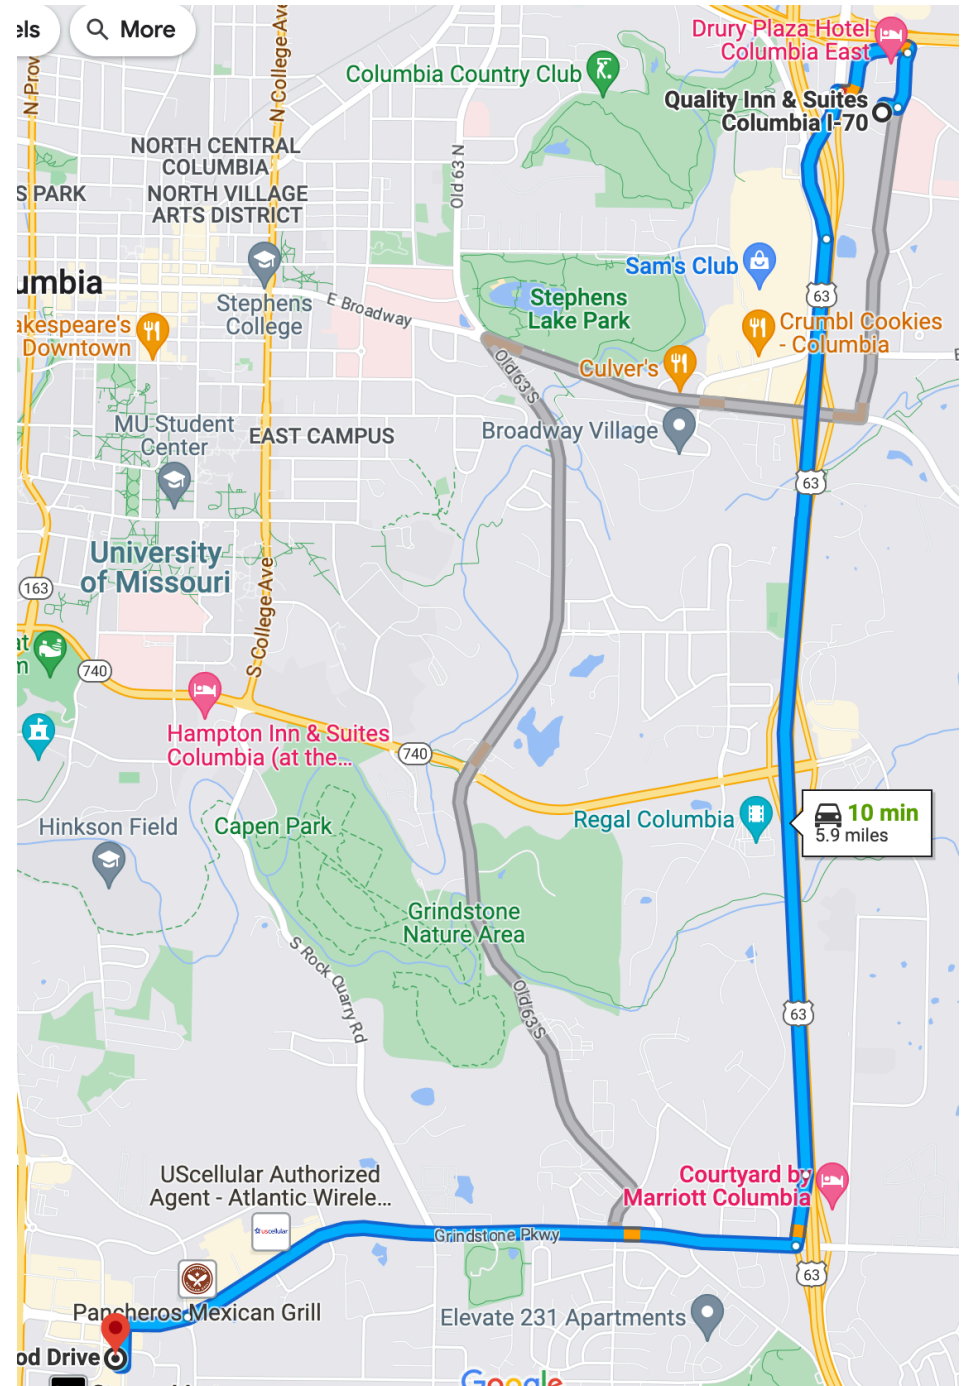 els
More
Drury Plaza Hotel
Columbia East
Columbia Country Club
Quality Inn & Suites
Columbia I-70
N Prov
N College Ave
NORTH CENTRAL
COLUMBIA
Old 63 N
S PARK
NORTH VILLAGE
ARTS DISTRICT
Sam's Club
umbia
Stephens
College
E Broadway
Stephens
Lake Park
63
akespeare's
Downtown
Crumbl Cookies
- Columbia
E
Old 63 S
Culver's
MU Student
Center
EAST CAMPUS
Broadway Village
63
University
of Missouri
163
S College Ave
at
m
740
Hampton Inn & Suites
Columbia (at the...
740
10 min
5.9 miles
Regal Columbia
Hinkson Field
Capen Park
Grindstone
Nature Area
S Rock Quarry Rd
Old 63 S
63
UScellular Authorized
Agent - Atlantic Wirele...
Courtyard by
Marriott Columbia
uscellular
Grindstone Pkwy
63
Pancheros Mexican Grill
Elevate 231 Apartments
od Drive
Google